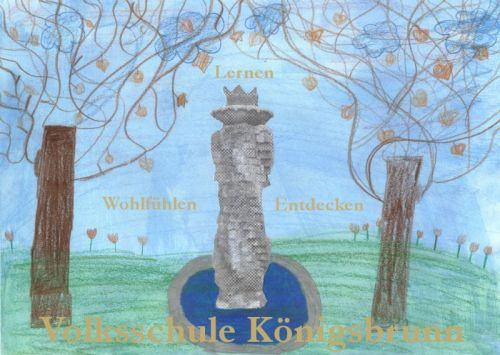 Lernen
Wohlfühlen Entdecken
Volksschule Königsbrunn